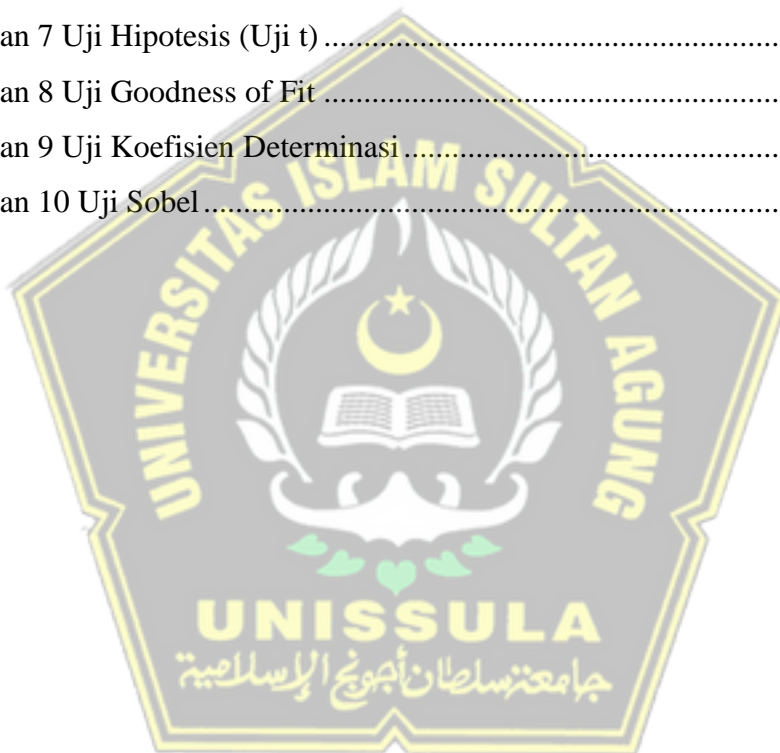 an 7 Uji Hipotesis (Uji t) ............................................................
an 8 Uji Goodness of Fit ............................................................
an 9 Uji Koefisien Determinasi ..................................................
an 10 Uji Sobel ............................................................................
UNIVERSITAS ISLAM SULTAN AGUNG
UNISSULA
جامعة سلطان أجونج الإسلامية